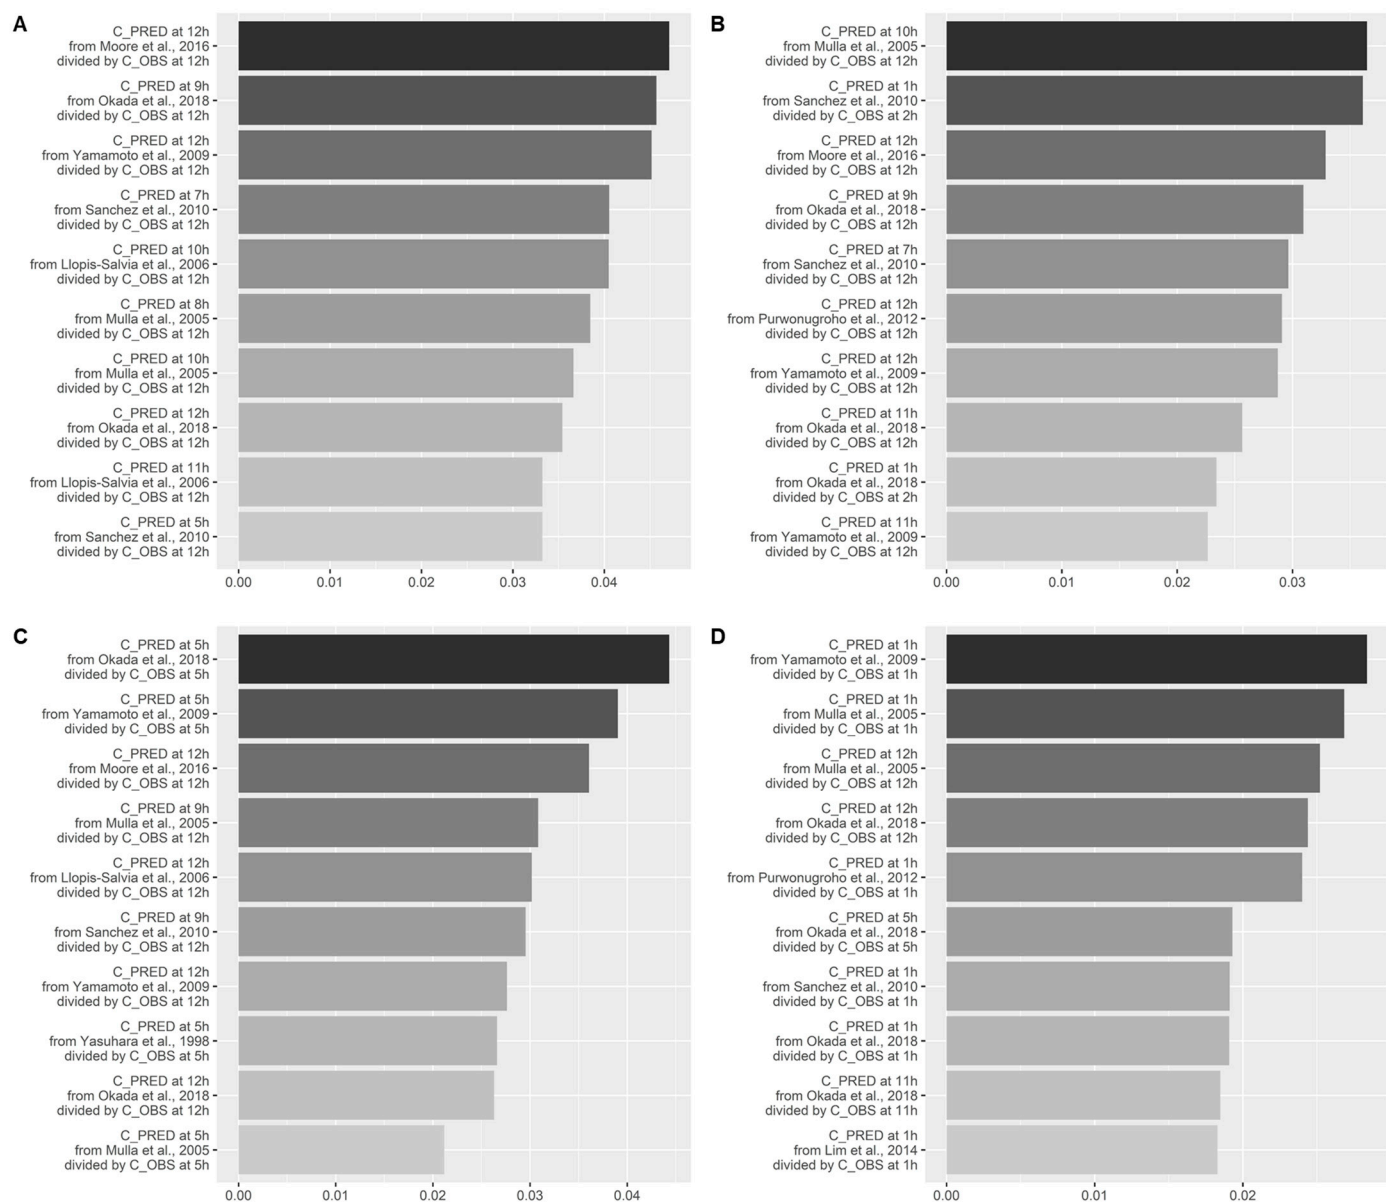 A
C_PRED at 12h
from Moore et al., 2016
divided by C_OBS at 12h
C_PRED at 9h
from Okada et al., 2018
divided by C_OBS at 12h
C_PRED at 12h
from Yamamoto et al., 2009
divided by C_OBS at 12h
C_PRED at 7h
from Sanchez et al., 2010
divided by C_OBS at 12h
C_PRED at 10h
from Llopis-Salvia et al., 2006
divided by C_OBS at 12h
C_PRED at 8h
from Mulla et al., 2005
divided by C_OBS at 12h
C_PRED at 10h
from Mulla et al., 2005
divided by C_OBS at 12h
C_PRED at 12h
from Okada et al., 2018
divided by C_OBS at 12h
C_PRED at 11h
from Llopis-Salvia et al., 2006
divided by C_OBS at 12h
C_PRED at 5h
from Sanchez et al., 2010
divided by C_OBS at 12h
0.00 0.01 0.02 0.03 0.04
B
C_PRED at 10h
from Mulla et al., 2005
divided by C_OBS at 12h
C_PRED at 1h
from Sanchez et al., 2010
divided by C_OBS at 2h
C_PRED at 12h
from Moore et al., 2016
divided by C_OBS at 12h
C_PRED at 9h
from Okada et al., 2018
divided by C_OBS at 12h
C_PRED at 7h
from Sanchez et al., 2010
divided by C_OBS at 12h
C_PRED at 12h
from Purwonugroho et al., 2012
divided by C_OBS at 12h
C_PRED at 12h
from Yamamoto et al., 2009
divided by C_OBS at 12h
C_PRED at 11h
from Okada et al., 2018
divided by C_OBS at 12h
C_PRED at 1h
from Okada et al., 2018
divided by C_OBS at 2h
C_PRED at 11h
from Yamamoto et al., 2009
divided by C_OBS at 12h
0.00 0.01 0.02 0.03
C
C_PRED at 5h
from Okada et al., 2018
divided by C_OBS at 5h
C_PRED at 5h
from Yamamoto et al., 2009
divided by C_OBS at 5h
C_PRED at 12h
from Moore et al., 2016
divided by C_OBS at 12h
C_PRED at 9h
from Mulla et al., 2005
divided by C_OBS at 12h
C_PRED at 12h
from Llopis-Salvia et al., 2006
divided by C_OBS at 12h
C_PRED at 9h
from Sanchez et al., 2010
divided by C_OBS at 12h
C_PRED at 12h
from Yamamoto et al., 2009
divided by C_OBS at 12h
C_PRED at 5h
from Yasuhara et al., 1998
divided by C_OBS at 5h
C_PRED at 12h
from Okada et al., 2018
divided by C_OBS at 12h
C_PRED at 5h
from Mulla et al., 2005
divided by C_OBS at 5h
0.00 0.01 0.02 0.03 0.04
D
C_PRED at 1h
from Yamamoto et al., 2009
divided by C_OBS at 1h
C_PRED at 1h
from Mulla et al., 2005
divided by C_OBS at 1h
C_PRED at 12h
from Mulla et al., 2005
divided by C_OBS at 12h
C_PRED at 12h
from Okada et al., 2018
divided by C_OBS at 12h
C_PRED at 1h
from Purwonugroho et al., 2012
divided by C_OBS at 1h
C_PRED at 5h
from Okada et al., 2018
divided by C_OBS at 5h
C_PRED at 1h
from Sanchez et al., 2010
divided by C_OBS at 1h
C_PRED at 1h
from Okada et al., 2018
divided by C_OBS at 1h
C_PRED at 11h
from Okada et al., 2018
divided by C_OBS at 11h
C_PRED at 1h
from Lim et al., 2014
divided by C_OBS at 1h
0.00 0.01 0.02